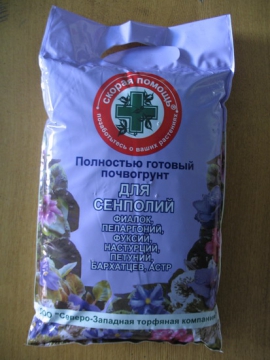 "СКОРАЯ ПОМОЩЬ"®
позаботьтесь о ваших растениях
Полностью готовый
почвогрунт
ДЛЯ
СЕНПОЛИЙ
ФИАЛОК,
ПЕЛАРГОНИЙ,
ФУКСИЙ,
НАСТУРЦИЙ,
ПЕТУНИЙ,
БАРХАТЦЕВ, АСТР
ООО "Северо-Западная торфяная компания"